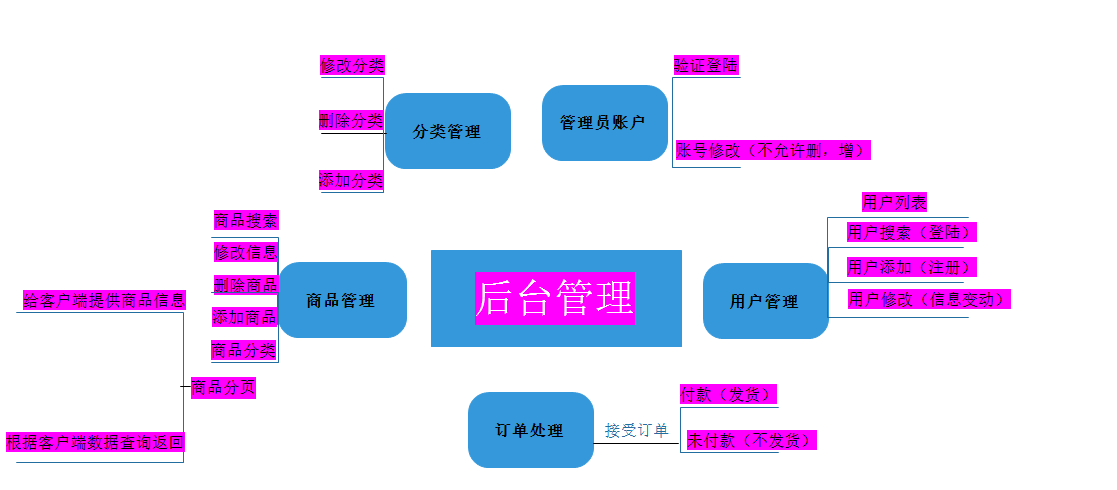 修改分类
删除分类
添加分类
分类管理
管理员账户
验证登陆
账号修改（不允许删，增）
商品搜索
修改信息
删除商品
添加商品
商品分类
商品管理
给客户端提供商品信息
商品分页
根据客户端数据查询返回
后台管理
用户管理
用户列表
用户搜索（登陆）
用户添加（注册）
用户修改（信息变动）
订单处理
接受订单
付款（发货）
未付款（不发货）